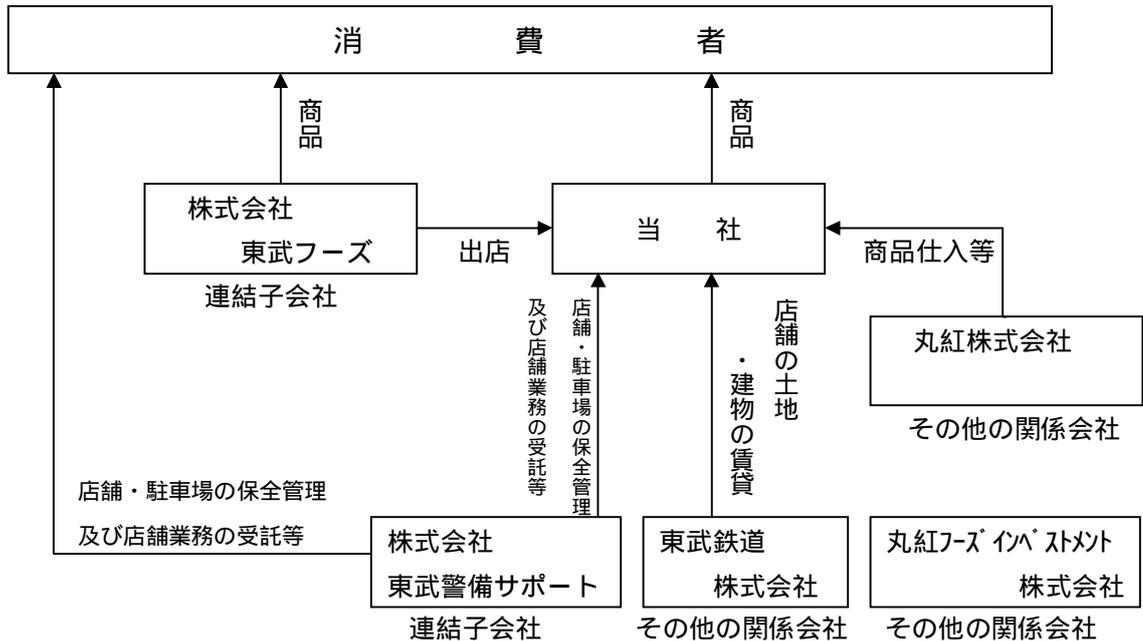 消　費　者
商品
商品
株式会社
東武フーズ
連結子会社
出店
当　社
商品仕入等
丸紅株式会社
その他の関係会社
店舗・駐車場の保全管理
及び店舗業務の受託等
店舗の土地
・建物の賃貸
店舗・駐車場の保全管理
及び店舗業務の受託等
株式会社
東武警備サポート
連結子会社
東武鉄道
株式会社
その他の関係会社
丸紅ﾌｰｽﾞｲﾝﾍﾞｽﾄﾒﾝﾄ
株式会社
その他の関係会社